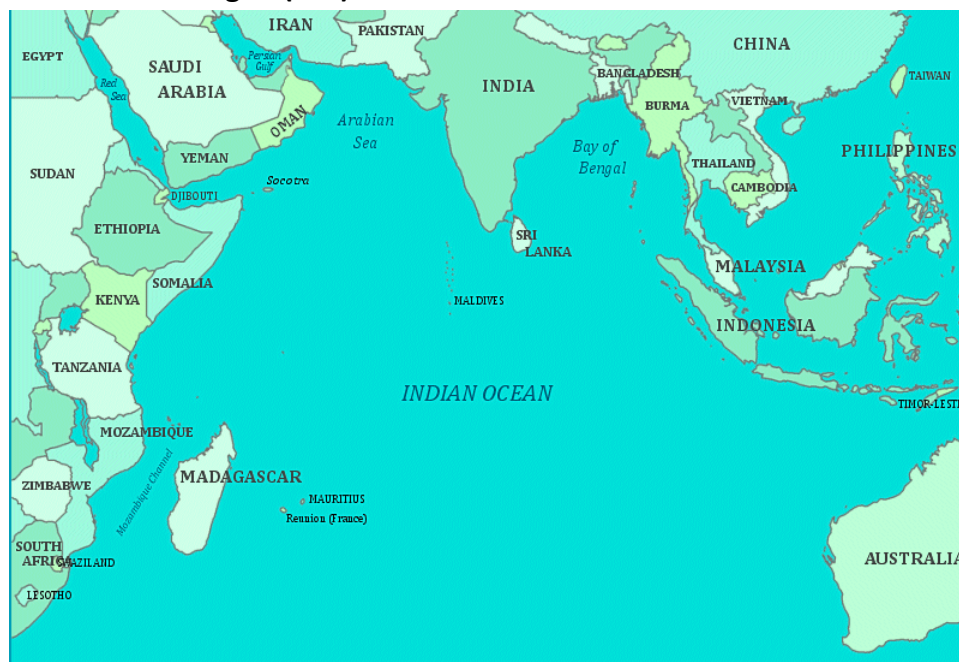 IRAN
PAKISTAN
CHINA
EGYPT
Persian
Gulf
SAUDI
ARABIA
Red
Sea
INDIA
BANGLADESH
TAIWAN
BURMA
VIETNAM
OMAN
Arabian
Sea
Bay of
Bengal
YEMAN
PHILIPPINES
THAILAND
SUDAN
Socotra
DJIBOUTI
CAMBODIA
ETHIOPIA
SRI
LANKA
MALAYSIA
SOMALIA
KENYA
MALDIVES
INDONESIA
TANZANIA
INDIAN OCEAN
TIMOR-LEST
MOZAMBIQUE
Mozambique Channel
MADAGASCAR
ZIMBABWE
MAURITIUS
Reunion (France)
SOUTH
AFRICA
SWAZILAND
AUSTRALIA
LESOTHO